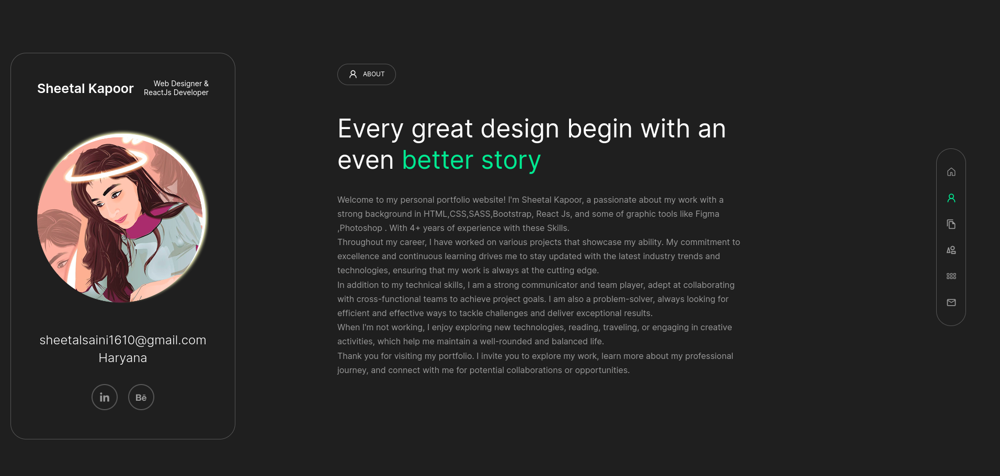 Sheetal Kapoor
Web Designer &
ReactJs Developer
sheetalsaini1610@gmail.com
Haryana
in
Bē
ABOUT
Every great design begin with an
even better story
Welcome to my personal portfolio website! I'm Sheetal Kapoor, a passionate about my work with a
strong background in HTML,CSS,SASS,Bootstrap, React Js, and some of graphic tools like Figma
,Photoshop . With 4+ years of experience with these Skills.
Throughout my career, I have worked on various projects that showcase my ability. My commitment to
excellence and continuous learning drives me to stay updated with the latest industry trends and
technologies, ensuring that my work is always at the cutting edge.
In addition to my technical skills, I am a strong communicator and team player, adept at collaborating
with cross-functional teams to achieve project goals. I am also a problem-solver, always looking for
efficient and effective ways to tackle challenges and deliver exceptional results.
When I'm not working, I enjoy exploring new technologies, reading, traveling, or engaging in creative
activities, which help me maintain a well-rounded and balanced life.
Thank you for visiting my portfolio. I invite you to explore my work, learn more about my professional
journey, and connect with me for potential collaborations or opportunities.